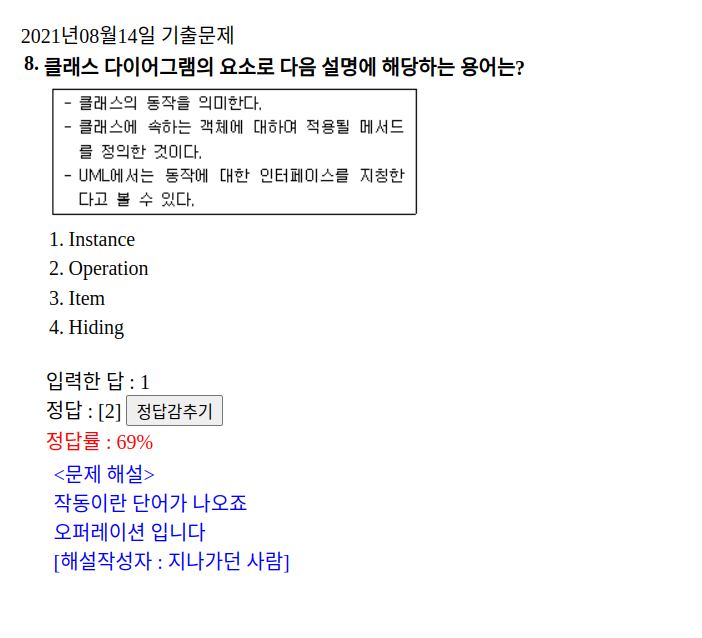 2021년08월14일 기출문제
8. 클래스 다이어그램의 요소로 다음 설명에 해당하는 용어는?
- 클래스의 동작을 의미한다.
- 클래스에 속하는 객체에 대하여 적용될 메서드
를 정의한 것이다.
- UML에서는 동작에 대한 인터페이스를 지칭한
다고 볼 수 있다.
1. Instance
2. Operation
3. Item
4. Hiding
입력한 답 : 1
정답 : [2] 정답감추기
정답률 : 69%
<문제 해설>
작동이란 단어가 나오죠
오퍼레이션 입니다
[해설작성자 : 지나가던 사람]